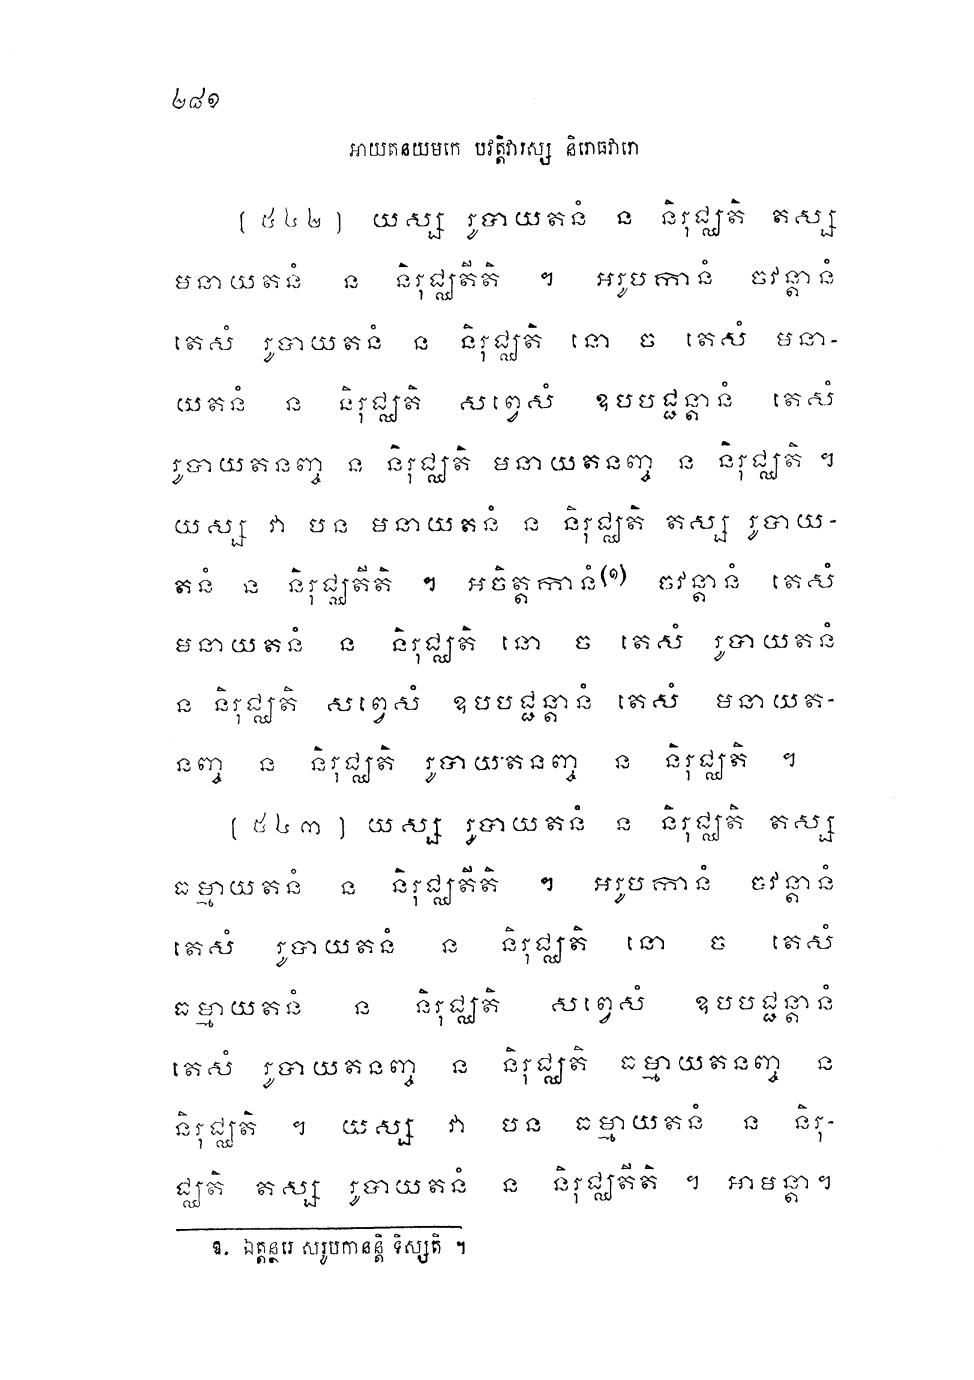 ២៨១
អាយតនយមកេ បវត្តិវារស្ស និរោធវារោ
(៥៤២) យស្ស រូបាយតនំ ន និរុជ្ឈតិ តស្ស
មនាយតនំ ន និរុជ្ឈតីតិ ។ អរូបកានំ ចវន្តានំ
តេសំ រូបាយតនំ ន និរុជ្ឈតិ នោ ច តេសំ មនា-
យតនំ ន និរុជ្ឈតិ សព្វេសំ ឧបបជ្ជន្តានំ តេសំ
រូបាយតនញ្ច ន និរុជ្ឈតិ មនាយតនញ្ច ន និរុជ្ឈតិ ។
យស្ស វា បន មនាយតនំ ន និរុជ្ឈតិ តស្ស រូបាយ-
តនំ ន និរុជ្ឈតីតិ ។ អចិត្តកានំ(១) ចវន្តានំ តេសំ
មនាយតនំ ន និរុជ្ឈតិ នោ ច តេសំ រូបាយតនំ
ន និរុជ្ឈតិ សព្វេសំ ឧបបជ្ជន្តានំ តេសំ មនាយត-
នញ្ច ន និរុជ្ឈតិ រូបាយតនញ្ច ន និរុជ្ឈតិ ។
(៥៤៣) យស្ស រូបាយតនំ ន និរុជ្ឈតិ តស្ស
ធម្មាយតនំ ន និរុជ្ឈតីតិ ។ អរូបកានំ ចវន្តានំ
តេសំ រូបាយតនំ ន និរុជ្ឈតិ នោ ច តេសំ
ធម្មាយតនំ ន និរុជ្ឈតិ សព្វេសំ ឧបបជ្ជន្តានំ
តេសំ រូបាយតនញ្ច ន និរុជ្ឈតិ ធម្មាយតនញ្ច ន
និរុជ្ឈតិ ។ យស្ស វា បន ធម្មាយតនំ ន និរុ-
ជ្ឈតិ តស្ស រូបាយតនំ ន និរុជ្ឈតីតិ ។ អាមន្តា ។
១. ឯត្ថន្តរេ សរូបកានន្តិ ទិស្សតិ ។